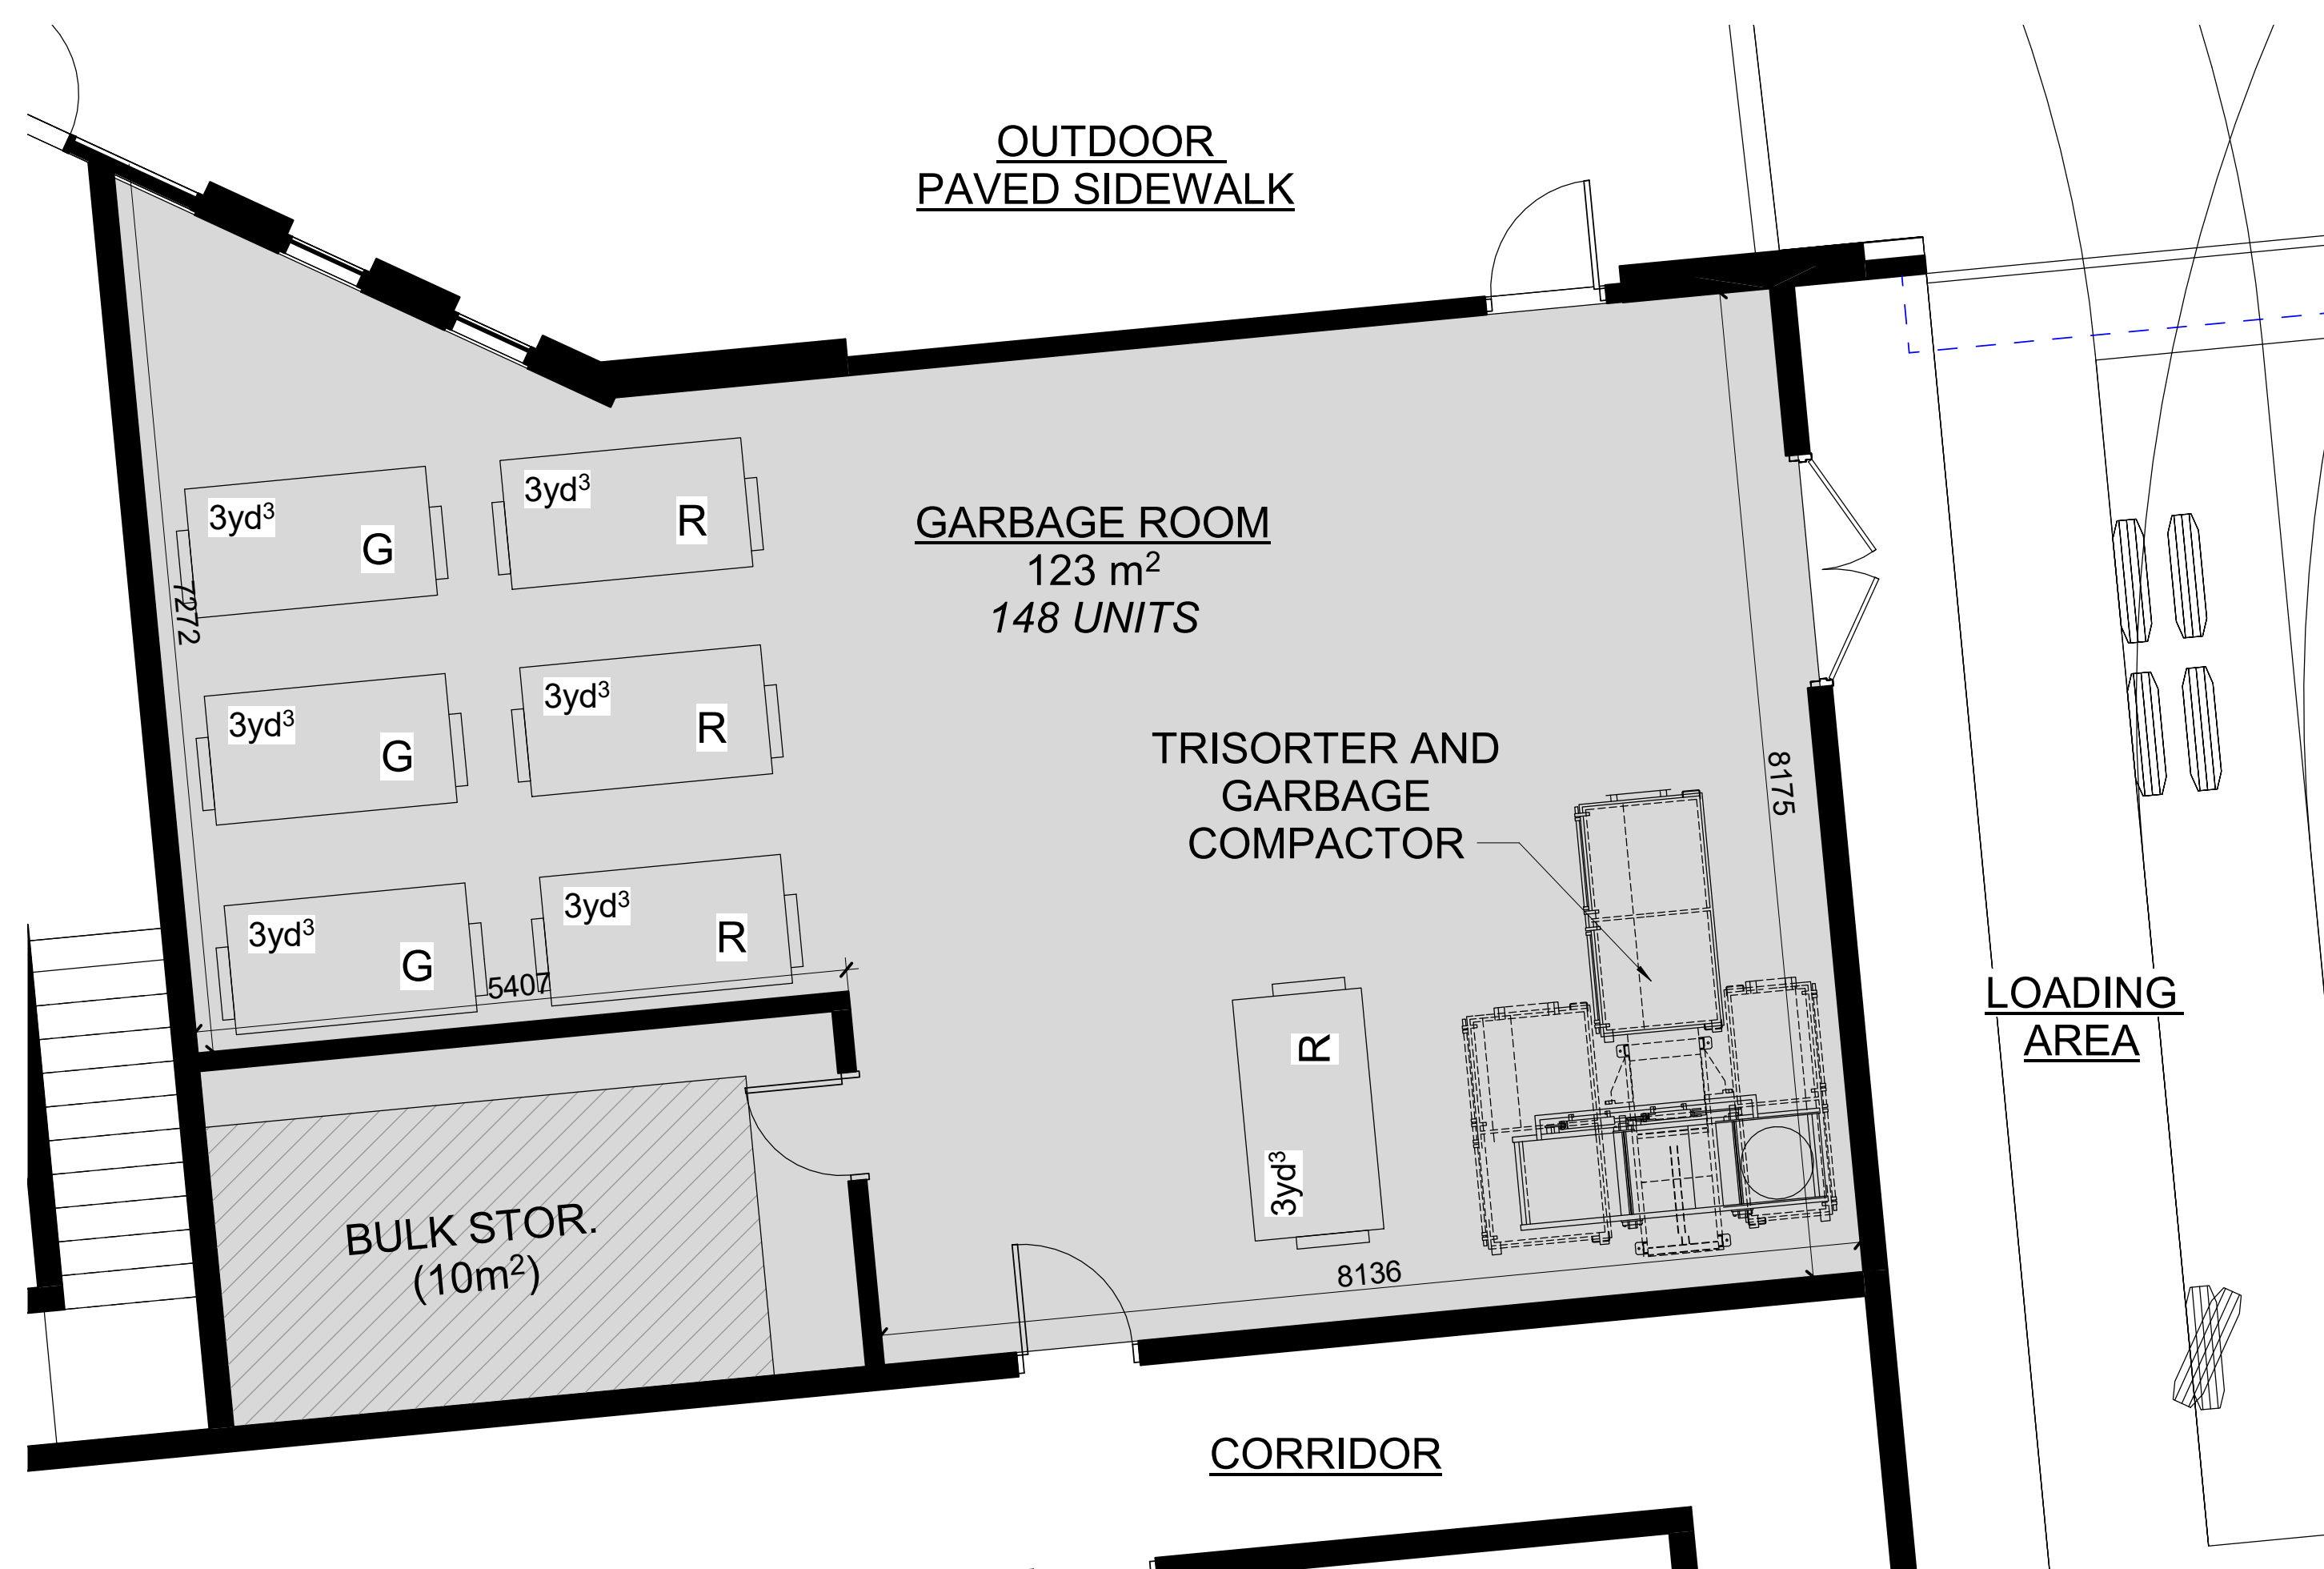 OUTDOOR
PAVED SIDEWALK
3yd³
R
3yd³
G
GARBAGE ROOM
123 m²
148 UNITS
7272
3yd³
R
3yd³
G
TRISORTER AND
GARBAGE
COMPACTOR
8175
3yd³
R
3yd³
G
5407
R
3yd³
LOADING
AREA
BULK STOR.
(10m²)
8136
CORRIDOR